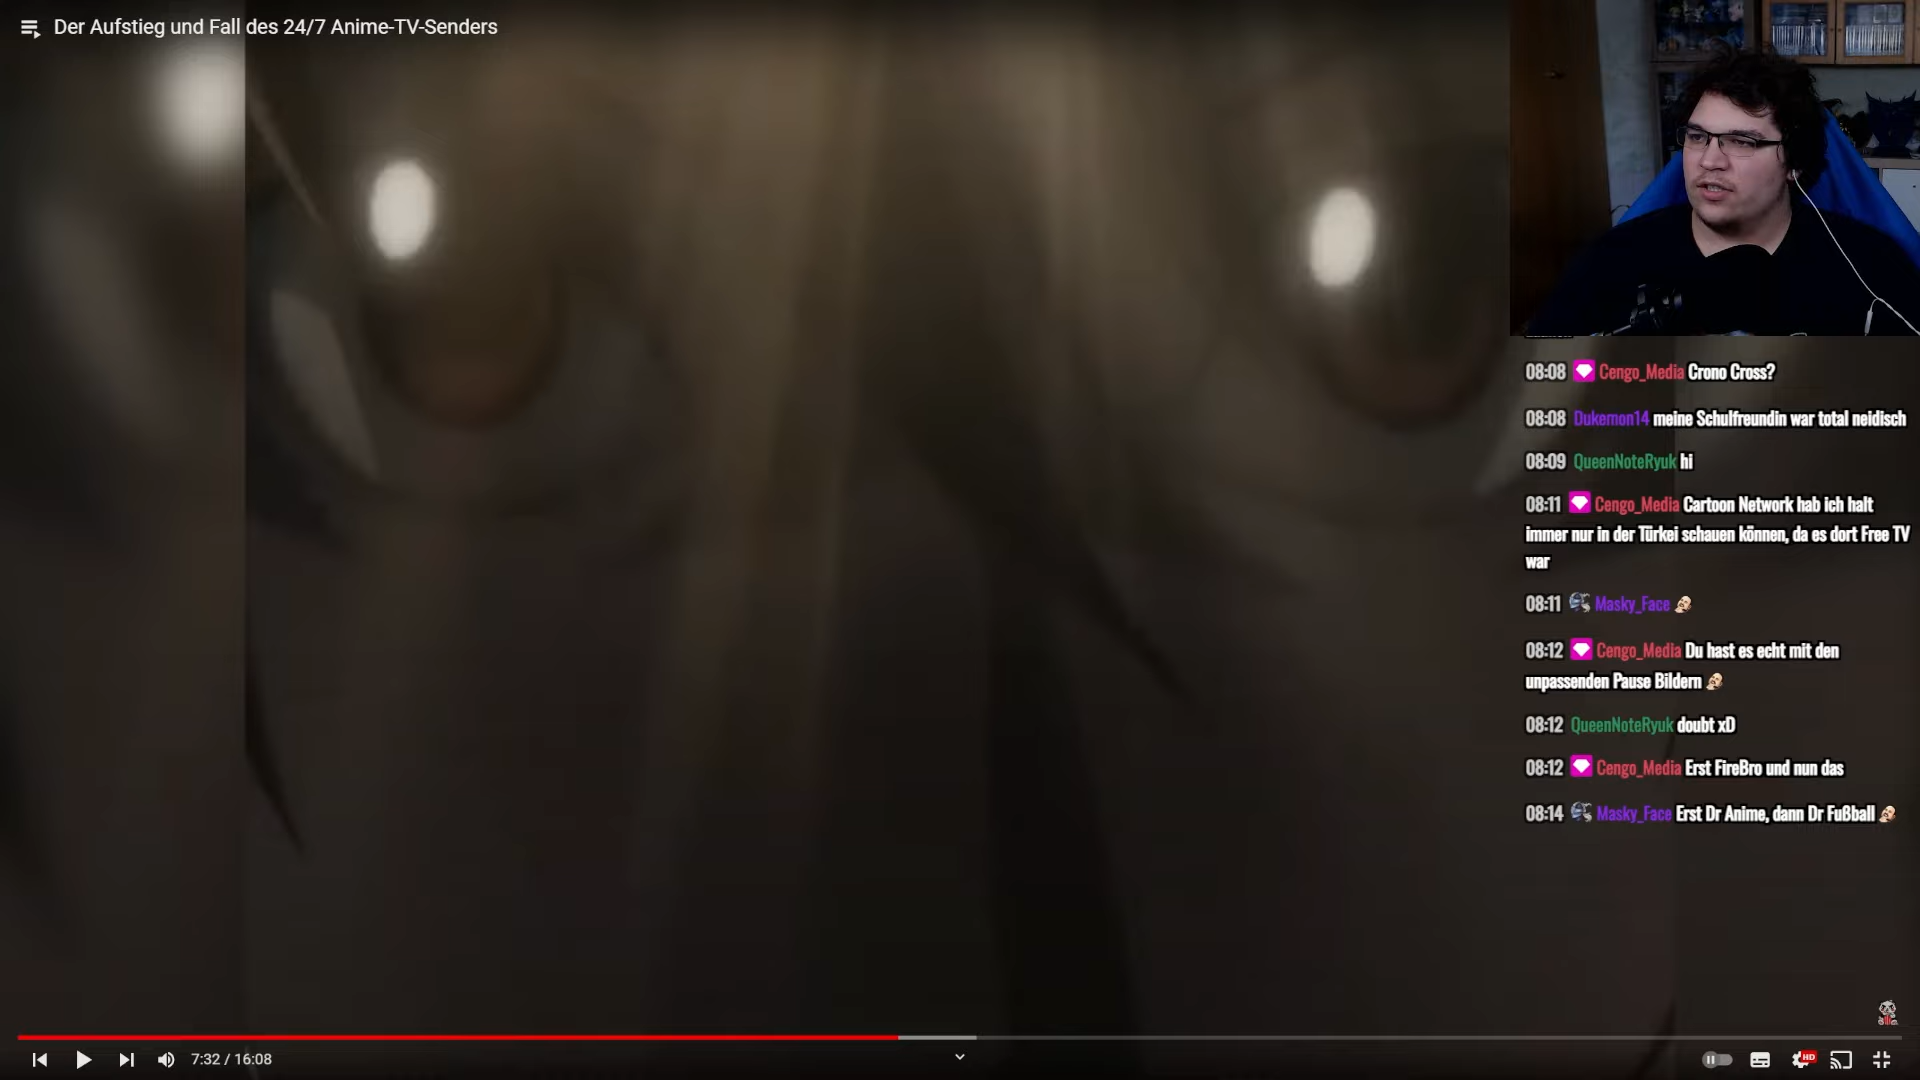 Der Aufstieg und Fall des 24/7 Anime-TV-Senders
08:08 Cengo_Media Crono Cross?
08:08 Dukemon14 meine Schulfreundin war total neidisch
08:09 QueenNoteRyuk hi
08:11 Cengo_Media Cartoon Network hab ich halt
immer nur in der Türkei schauen können, da es dort Free TV
war
08:11 Masky_Face
08:12 Cengo_Media Du hast es echt mit den
unpassenden Pause Bildern
08:12 QueenNoteRyuk doubt xD
08:12 Cengo_Media Erst FireBro und nun das
08:14 Masky_Face Erst Dr Anime, dann Dr Fußball
7:32 / 16:08
HD